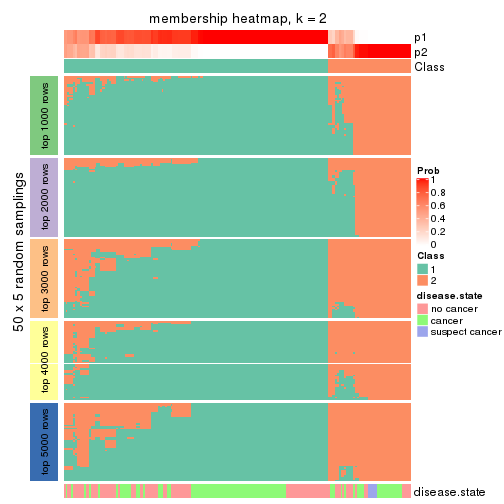 membership heatmap, k = 2
p1
p2
Class
50 x 5 random samplings
top 1000 rows
top 2000 rows
top 3000 rows
top 4000 rows
top 5000 rows
Prob
1
0.8
0.6
0.4
0.2
0
Class
1
2
disease.state
no cancer
cancer
suspect cancer
disease.state